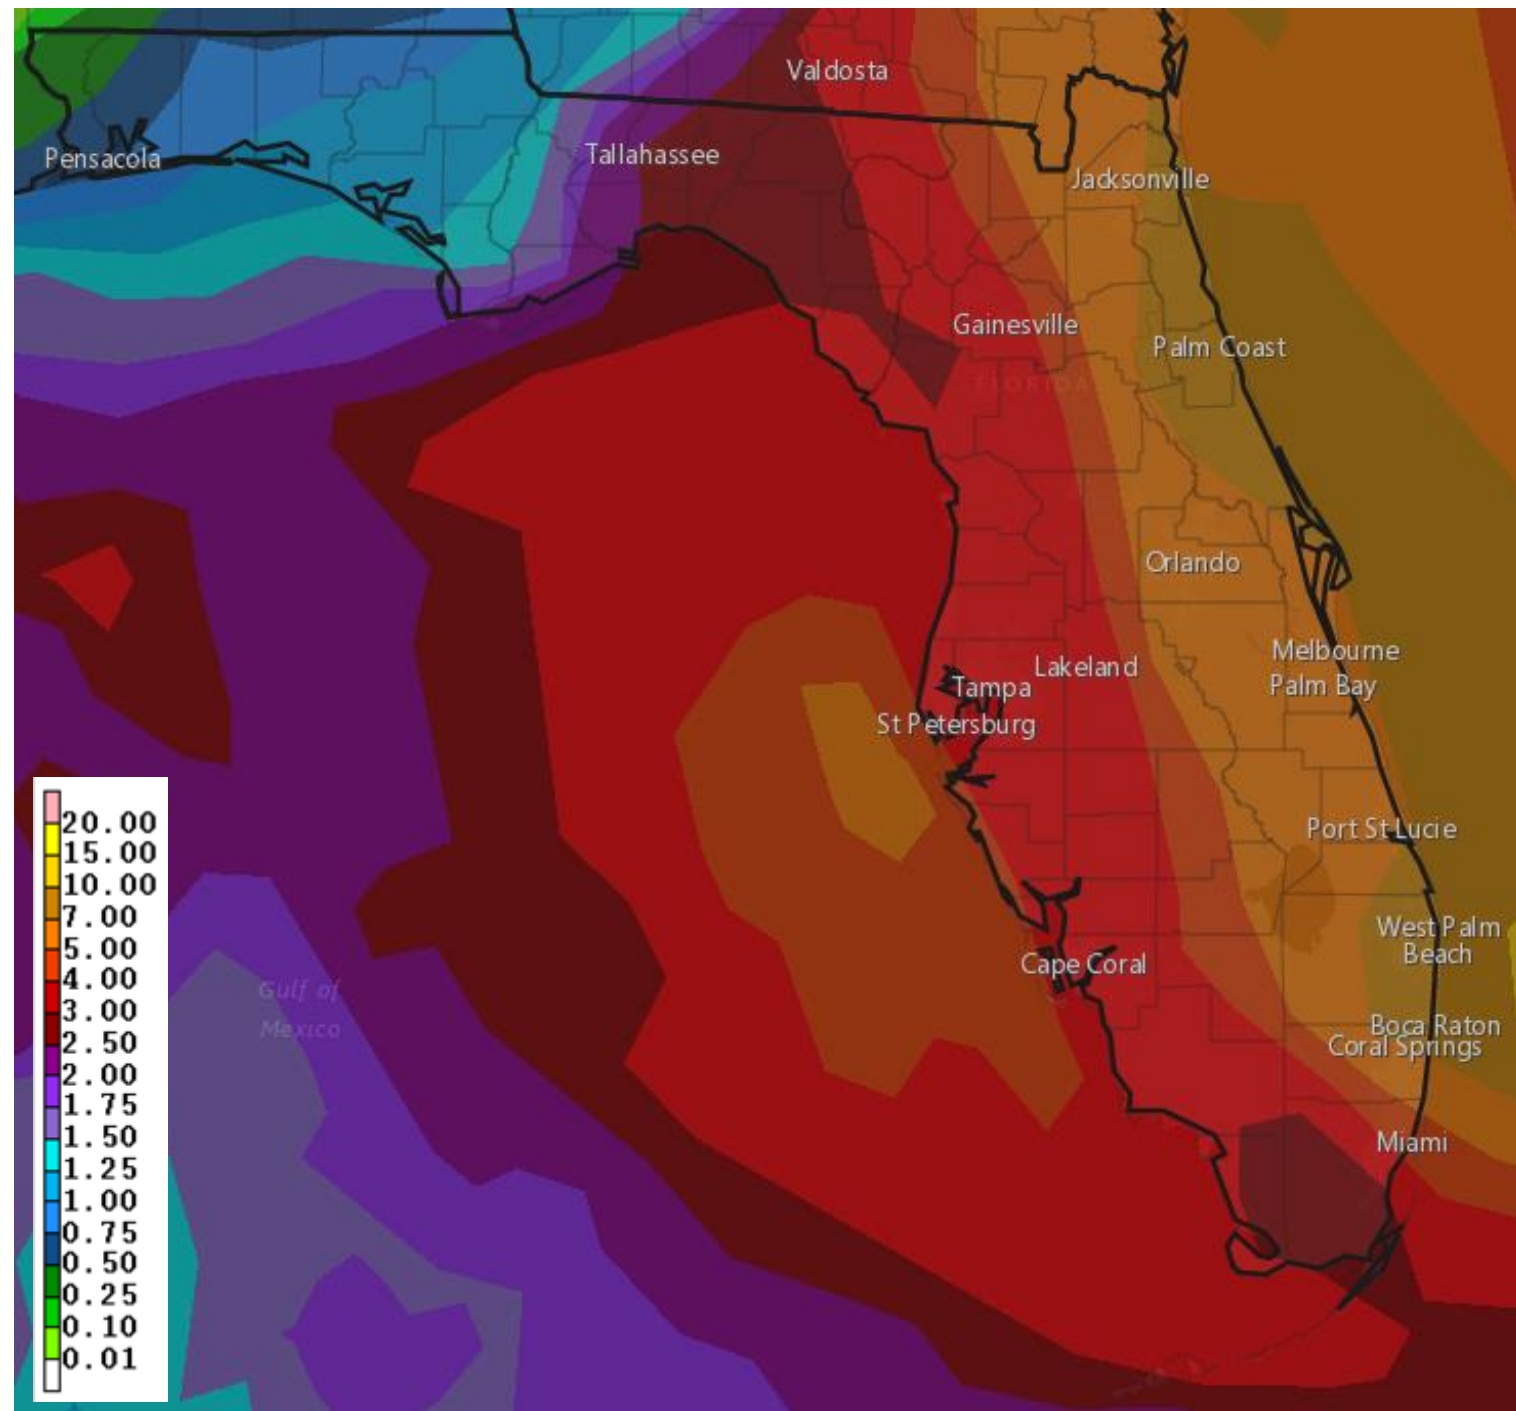 Valdosta
Pensacola
Tallahassee
Jacksonville
Gainesville
Palm Coast
FLORIDA
Orlando
Melbourne
Lakeland
Tampa
Palm Bay
St Petersburg
Port St Lucie
West Palm
Beach
Cape Coral
Gulf of
Mexico
Boca Raton
Coral Springs
Miami
20.00
15.00
10.00
7.00
5.00
4.00
3.00
2.50
2.00
1.75
1.50
1.25
1.00
0.75
0.50
0.25
0.10
0.01